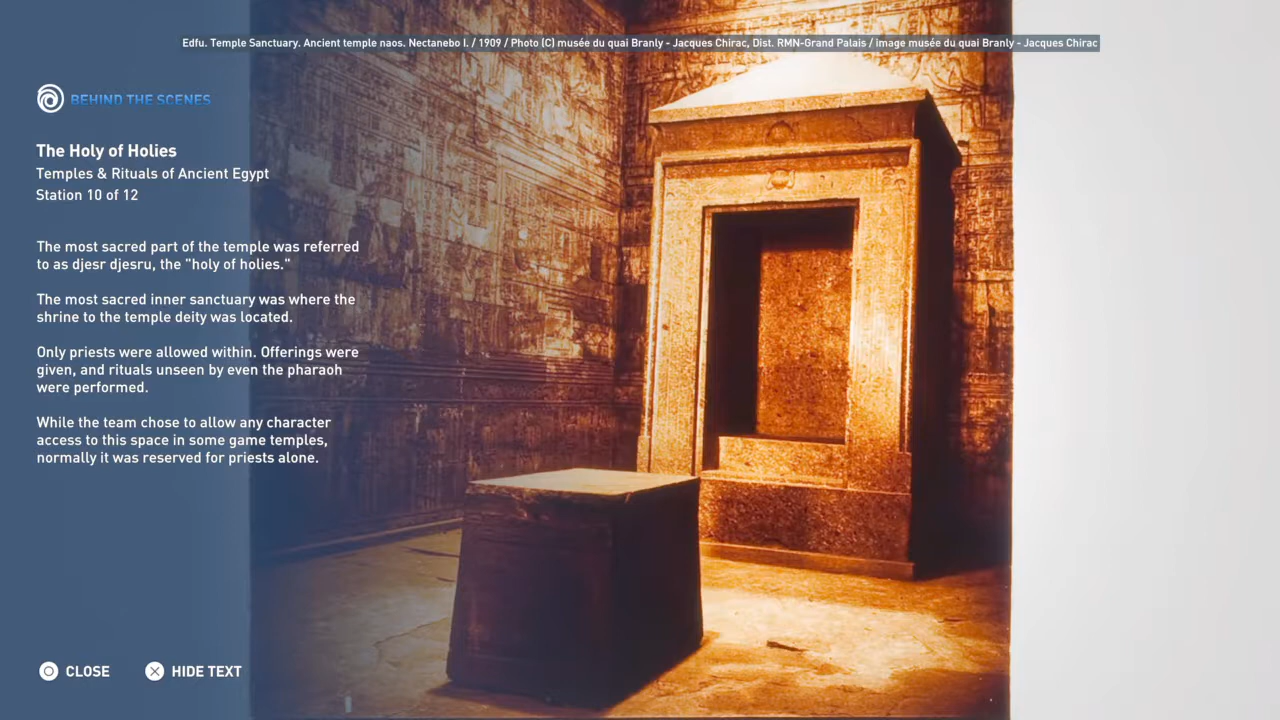 Edfu. Temple Sanctuary. Ancient temple naos. Nectanebo I. / 1909 / Photo (C) musée du quai Branly - Jacques Chirac, Dist. RMN-Grand Palais / image musée du quai Branly - Jacques Chirac
BEHIND THE SCENES
The Holy of Holies
Temples & Rituals of Ancient Egypt
Station 10 of 12
The most sacred part of the temple was referred
to as djesr djesru, the "holy of holies."
The most sacred inner sanctuary was where the
shrine to the temple deity was located.
Only priests were allowed within. Offerings were
given, and rituals unseen by even the pharaoh
were performed.
While the team chose to allow any character
access to this space in some game temples,
normally it was reserved for priests alone.
CLOSE HIDE TEXT